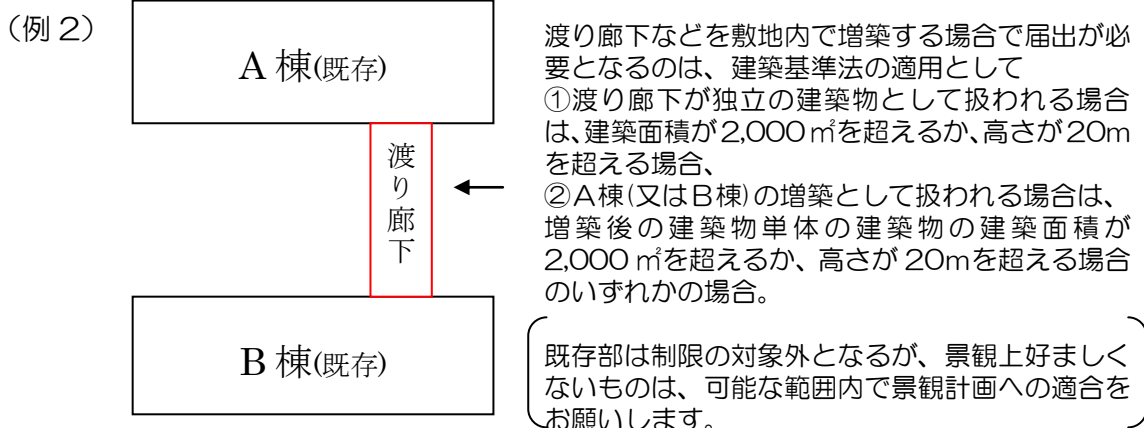 （例２）
A 棟(既存)
渡り廊下
B 棟(既存)
渡り廊下などを敷地内で増築する場合で届出が必
要となるのは、建築基準法の適用として
①渡り廊下が独立の建築物として扱われる場合
は、建築面積が2,000㎡を超えるか、高さが20m
を超える場合、
②A棟(又はB棟)の増築として扱われる場合は、
増築後の建築物単体の建築物の建築面積が
2,000 ㎡を超えるか、高さが 20mを超える場合
のいずれかの場合。
既存部は制限の対象外となるが、景観上好ましく
ないものは、可能な範囲内で景観計画への適合を
お願いします。